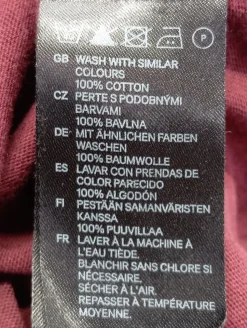 GB WASH WITH SIMILAR
COLOURS
100% COTTON
CZ PERTE S PODOBNÝMI
BARVAMI
100% BAVLNA
DE MIT ÄHNLICHEN FARBEN
WASCHEN
100% BAUMWOLLE
ES LAVAR CON PRENDAS DE
COLOR PARECIDO
100% ALGODÓN
FI PESTÄÄN SAMANVÄRISTEN
KANSSA
100% PUUVILLAA
FR LAVER À LA MACHINE À
L'EAU TIÈDE.
BLANCHIR SANS CHLORE SI
NÉCESSAIRE.
SÉCHER À L'AIR.
REPASSER À TEMPÉRATURE
MOYENNE.